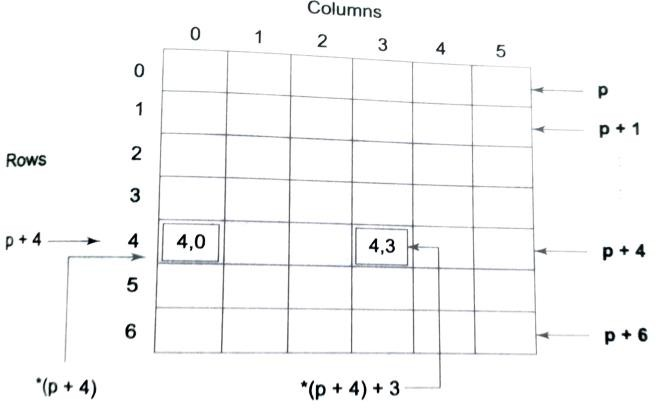 Columns
0 1 2 3 4 5
0
p
1
p + 1
Rows
2
3
p + 4
4
4,0
4,3
p + 4
5
6
p + 6
*(p + 4)
*(p + 4) + 3